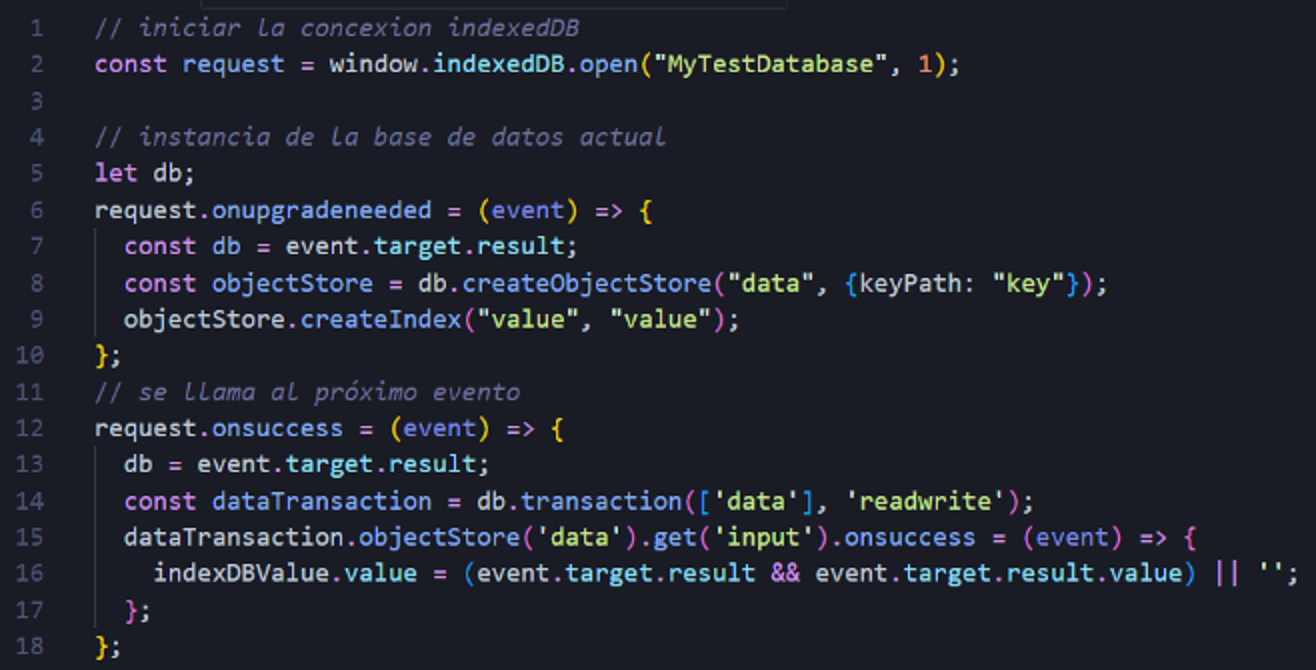 1 // iniciar la concexion indexedDB
2 const request = window.indexedDB.open("MyTestDatabase", 1);
3
4 // instancia de la base de datos actual
5 let db;
6 request.onupgradeneeded = (event) => {
7 const db = event.target.result;
8 const objectStore = db.createObjectStore("data", {keyPath: "key"});
9 objectStore.createIndex("value", "value");
10 };
11 // se llama al próximo evento
12 request.onsuccess = (event) => {
13 db = event.target.result;
14 const dataTransaction = db.transaction(['data'], 'readwrite');
15 dataTransaction.objectStore('data').get('input').onsuccess = (event) => {
16 indexDBValue.value = (event.target.result && event.target.result.value) || '';
17 };
18 };